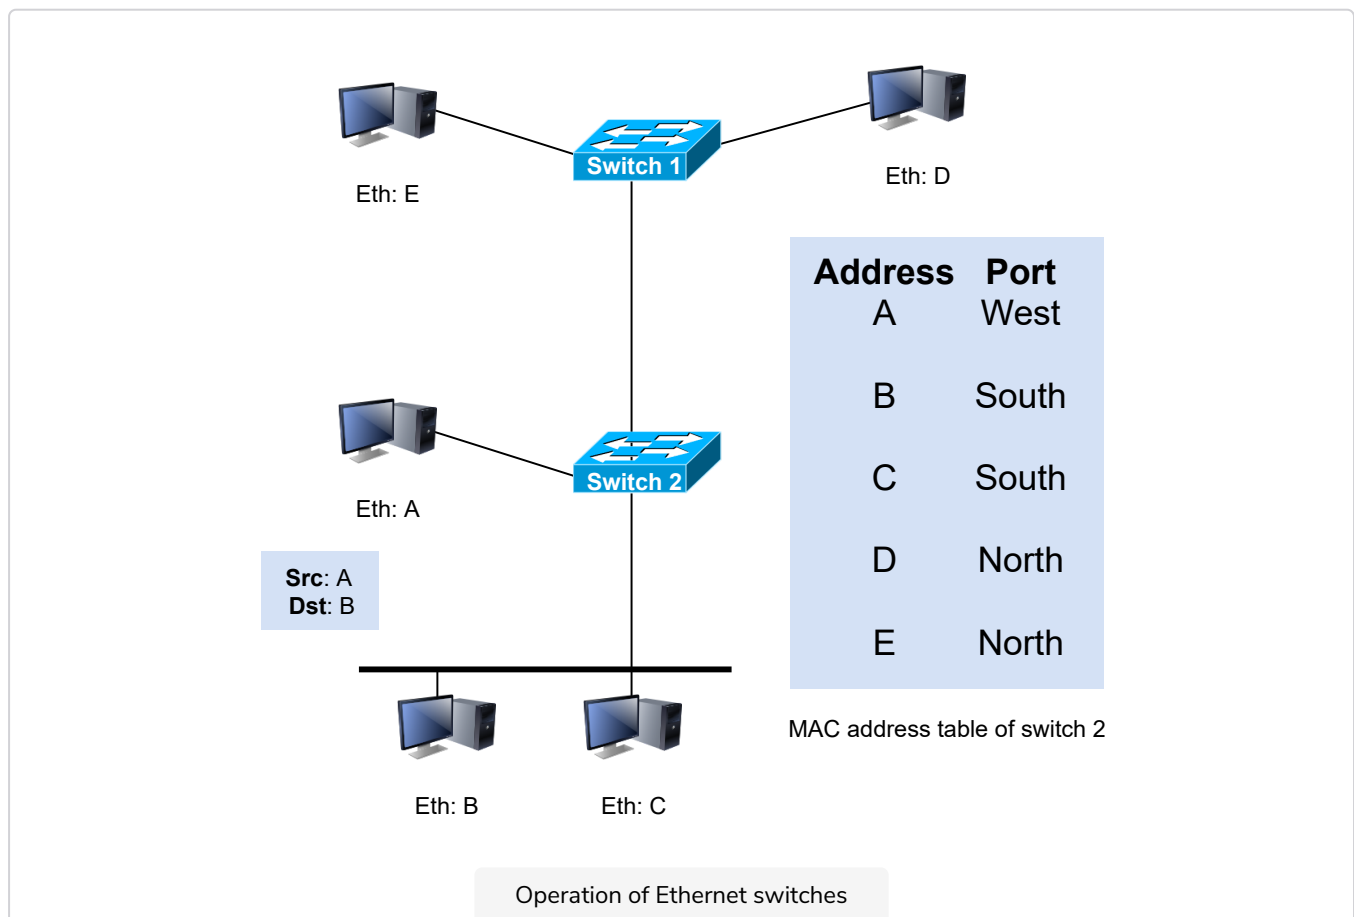 Switch 1
Eth: E
Eth: D
Address Port
A West
B South
C South
D North
E North
Switch 2
Eth: A
Src: A
Dst: B
MAC address table of switch 2
Eth: B
Eth: C
Operation of Ethernet switches